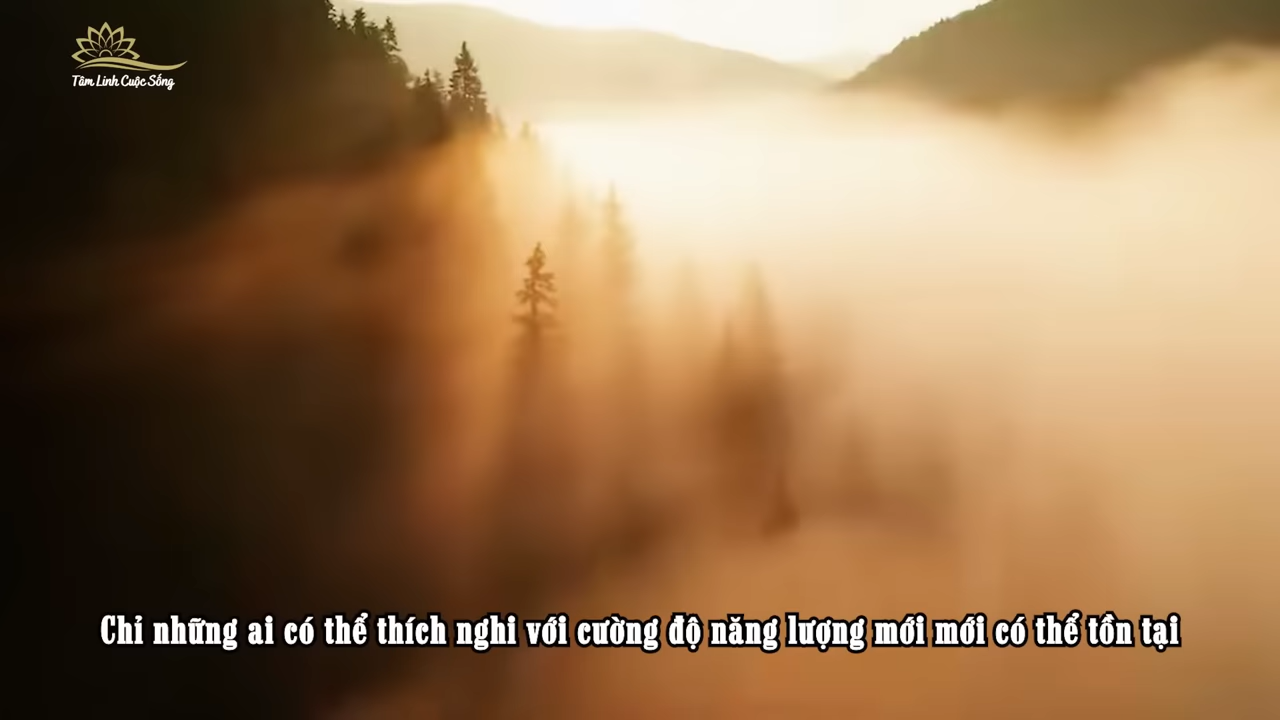 Tâm Linh Cuộc Sống
Chỉ những ai có thể thích nghi với cường độ năng lượng mới mới có thể tồn tại